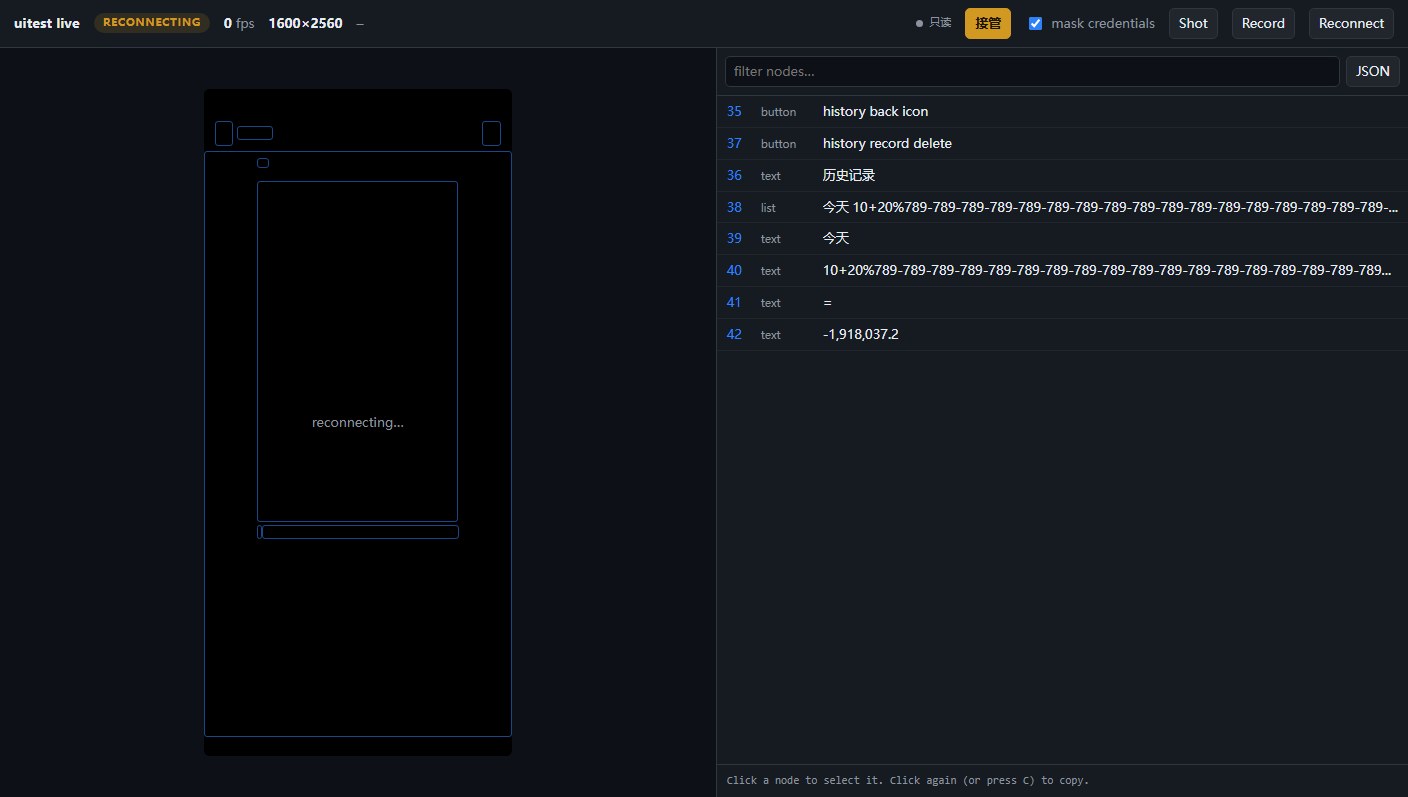 uitest live RECONNECTING 0 fps 1600×2560 – ● 只读 接管 mask credentials Shot Record Reconnect
filter nodes... JSON
35 button history back icon
37 button history record delete
36 text 历史记录
38 list 今天 10+20%789-789-789-789-789-789-789-789-789-789-789-789-789-789-789-789-789-...
39 text 今天
40 text 10+20%789-789-789-789-789-789-789-789-789-789-789-789-789-789-789-789-789-789...
41 text =
42 text -1,918,037.2
reconnecting...
Click a node to select it. Click again (or press C) to copy.